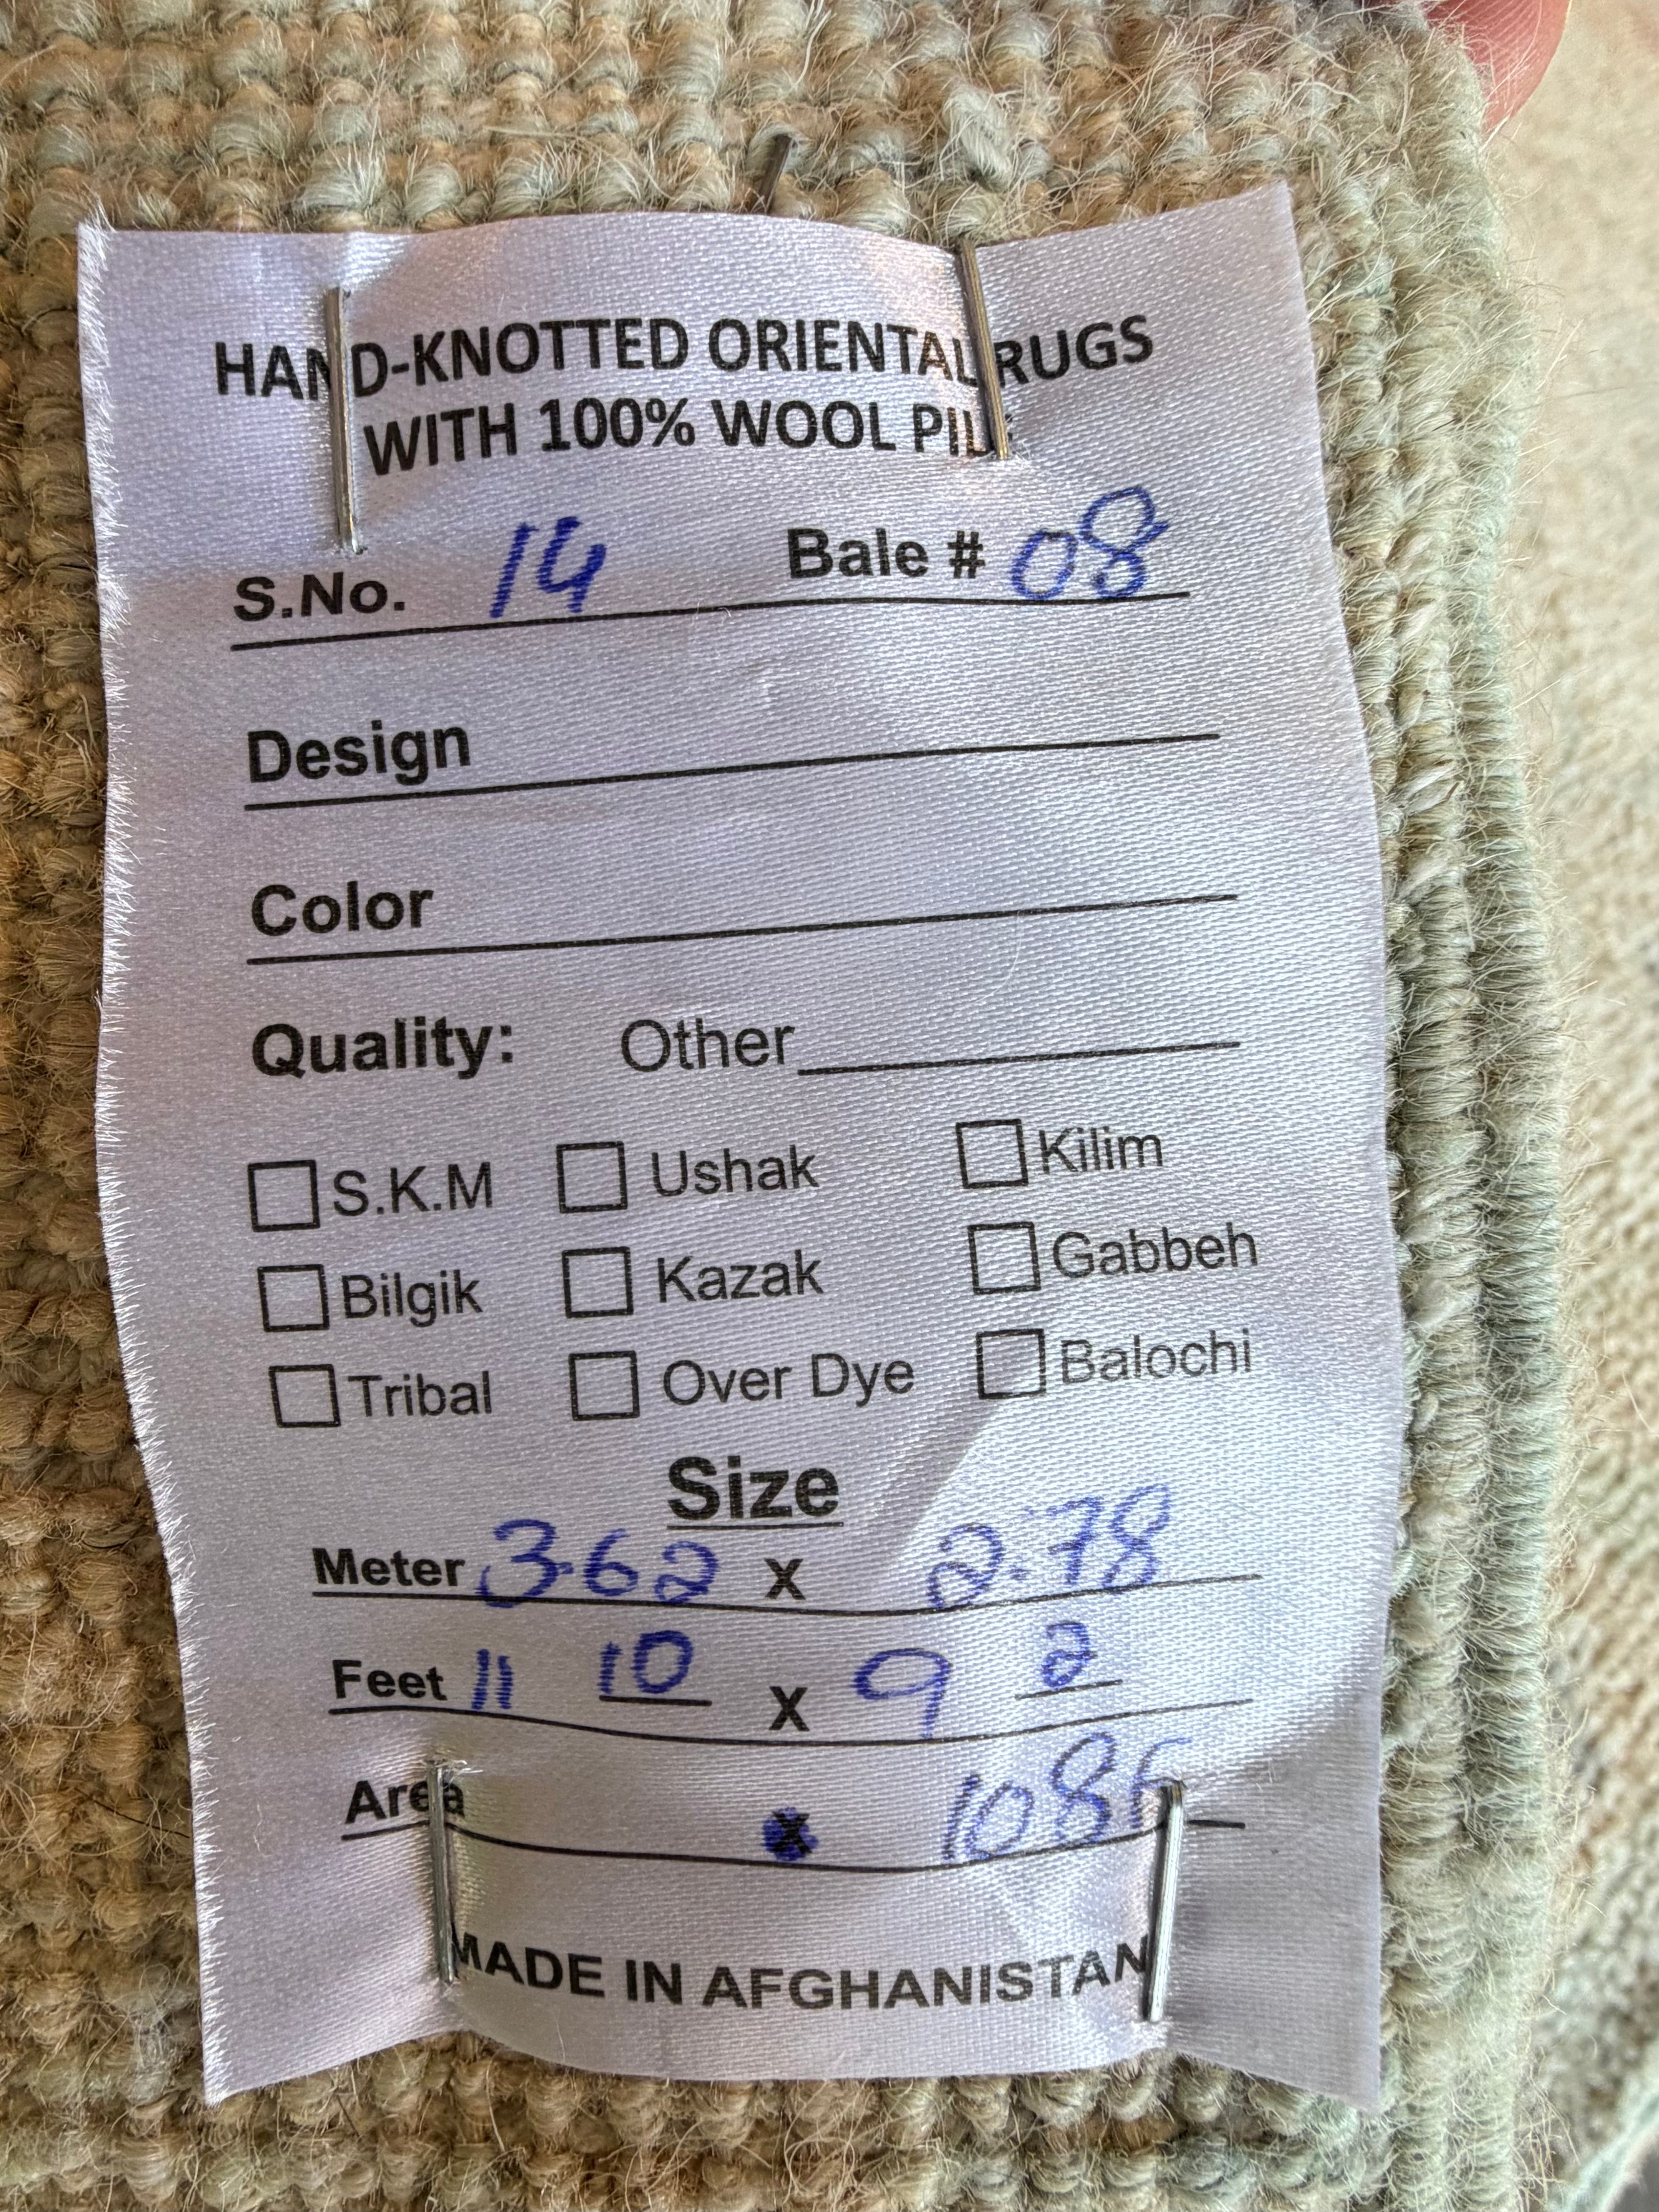 HAND-KNOTTED ORIENTAL RUGS
WITH 100% WOOL PILE
S.No. 14 Bale # 08
Design
Color
Quality: Other
S.K.M Ushak Kilim
Bilgik Kazak Gabbeh
Tribal Over Dye Balochi
Size
Meter 3.62 x 2.78
Feet 11 10 x 9 2
Area x
MADE IN AFGHANISTAN